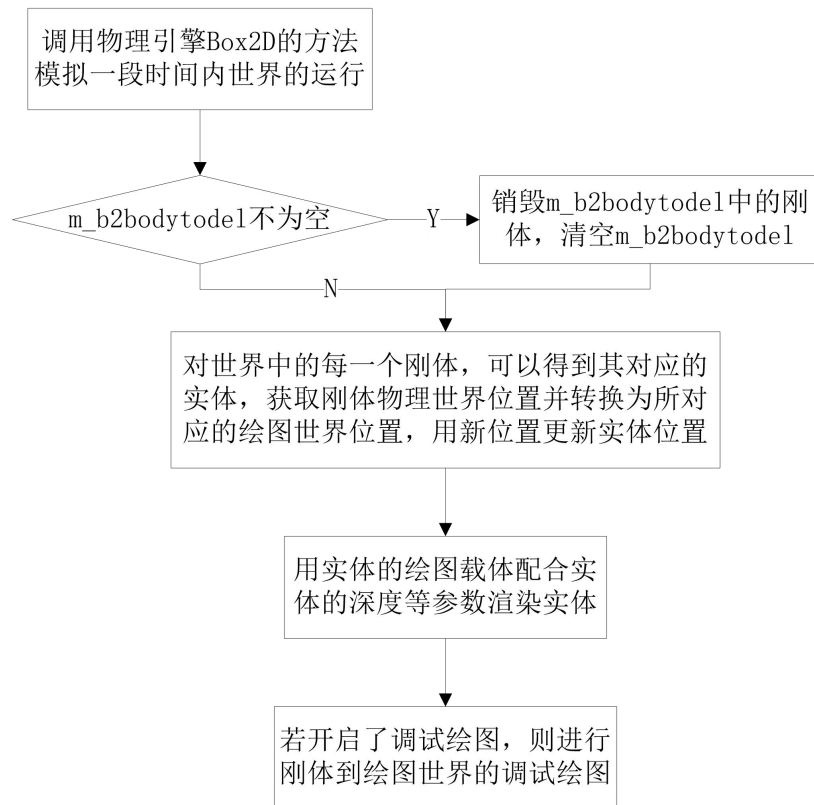 调用物理引擎Box2D的方法
模拟一段时间内世界的运行
m_b2bodytodel不为空
Y
销毁m_b2bodytodel中的刚
体，清空m_b2bodytodel
N
对世界中的每一个刚体，可以得到其对应的
实体，获取刚体物理世界位置并转换为所对
应的绘图世界位置，用新位置更新实体位置
用实体的绘图载体配合实
体的深度等参数渲染实体
若开启了调试绘图，则进行
刚体到绘图世界的调试绘图